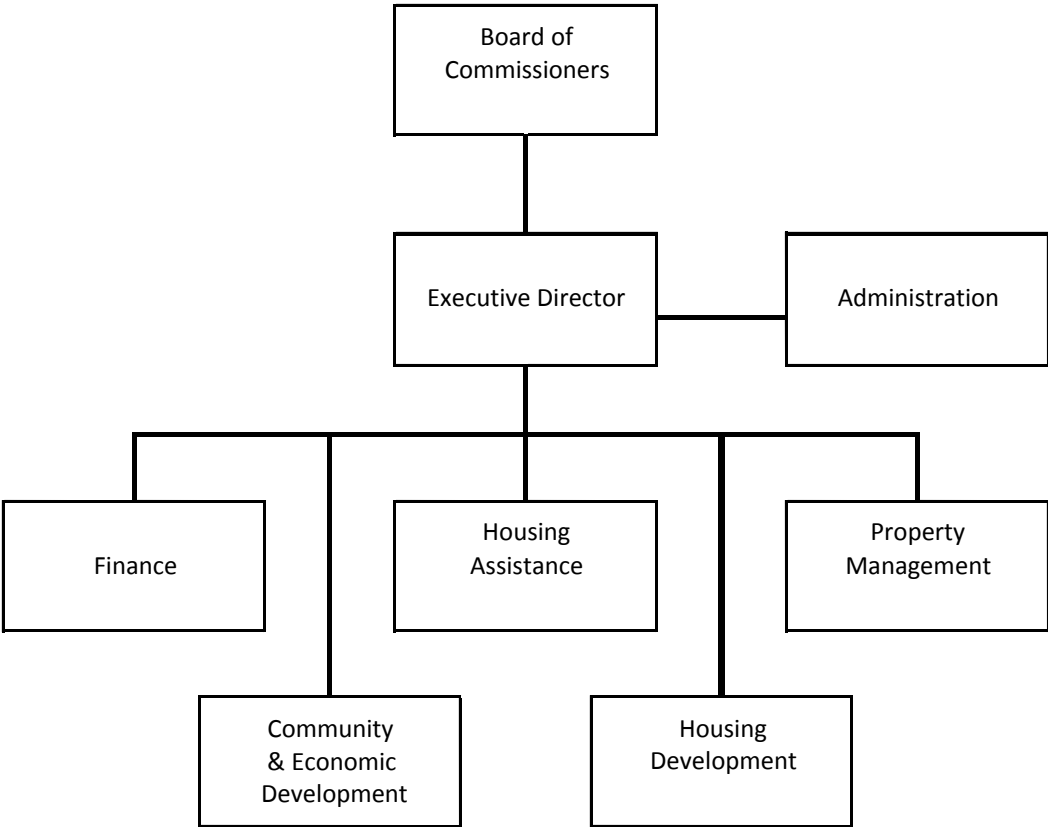 Board of
Commissioners
Executive Director
Administration
Finance
Housing
Assistance
Property
Management
Community
& Economic
Development
Housing
Development